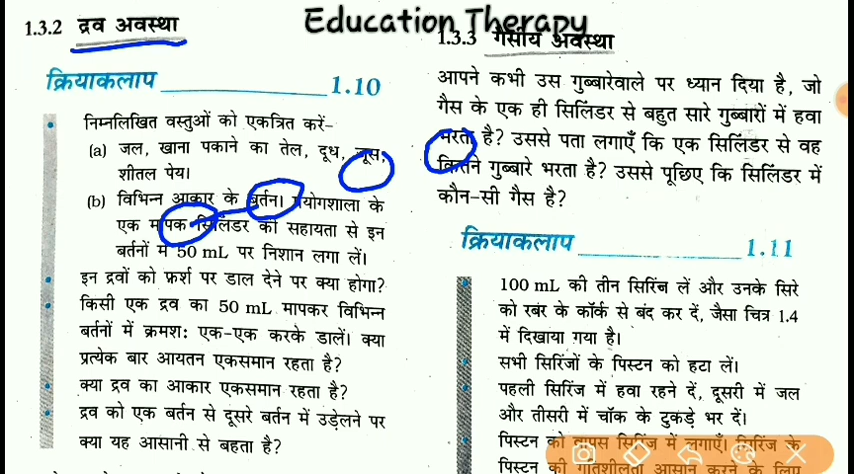 Education Therapy
1.3.2 द्रव अवस्था
क्रियाकलाप 1.10
निम्नलिखित वस्तुओं को एकत्रित करें–
(a) जल, खाना पकाने का तेल, दूध, जूस,
शीतल पेय।
(b) विभिन्न आकार के बर्तन। प्रयोगशाला के
एक मापक सिलिंडर की सहायता से इन
बर्तनों में 50 mL पर निशान लगा लें।
इन द्रवों को फ़र्श पर डाल देने पर क्या होगा?
किसी एक द्रव का 50 mL मापकर विभिन्न
बर्तनों में क्रमशः एक-एक करके डालें। क्या
प्रत्येक बार आयतन एकसमान रहता है?
क्या द्रव का आकार एकसमान रहता है?
द्रव को एक बर्तन से दूसरे बर्तन में उड़ेलने पर
क्या यह आसानी से बहता है?
1.3.3 गैसीय अवस्था
आपने कभी उस गुब्बारेवाले पर ध्यान दिया है, जो
गैस के एक ही सिलिंडर से बहुत सारे गुब्बारों में हवा
भरता है? उससे पता लगाएँ कि एक सिलिंडर से वह
कितने गुब्बारे भरता है? उससे पूछिए कि सिलिंडर में
कौन-सी गैस है?
क्रियाकलाप 1.11
100 mL की तीन सिरिंज लें और उनके सिरे
को रबर के कॉर्क से बंद कर दें, जैसा चित्र 1.4
में दिखाया गया है।
सभी सिरिंजों के पिस्टन को हटा लें।
पहली सिरिंज में हवा रहने दें, दूसरी में जल
और तीसरी में चॉक के टुकड़े भर दें।
पिस्टन को वापस सिरिंज में लगाएँ। सिरिंज के
पिस्टन की गतिशीलता आसान करने के लिए